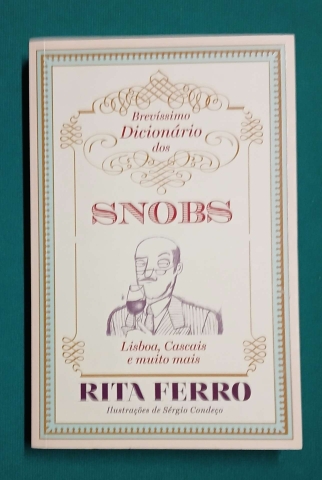 Brevíssimo
Dicionário
dos
SNOBS
Lisboa, Cascais
e muito mais
RITA FERRO
Ilustrações de Sérgio Condeço